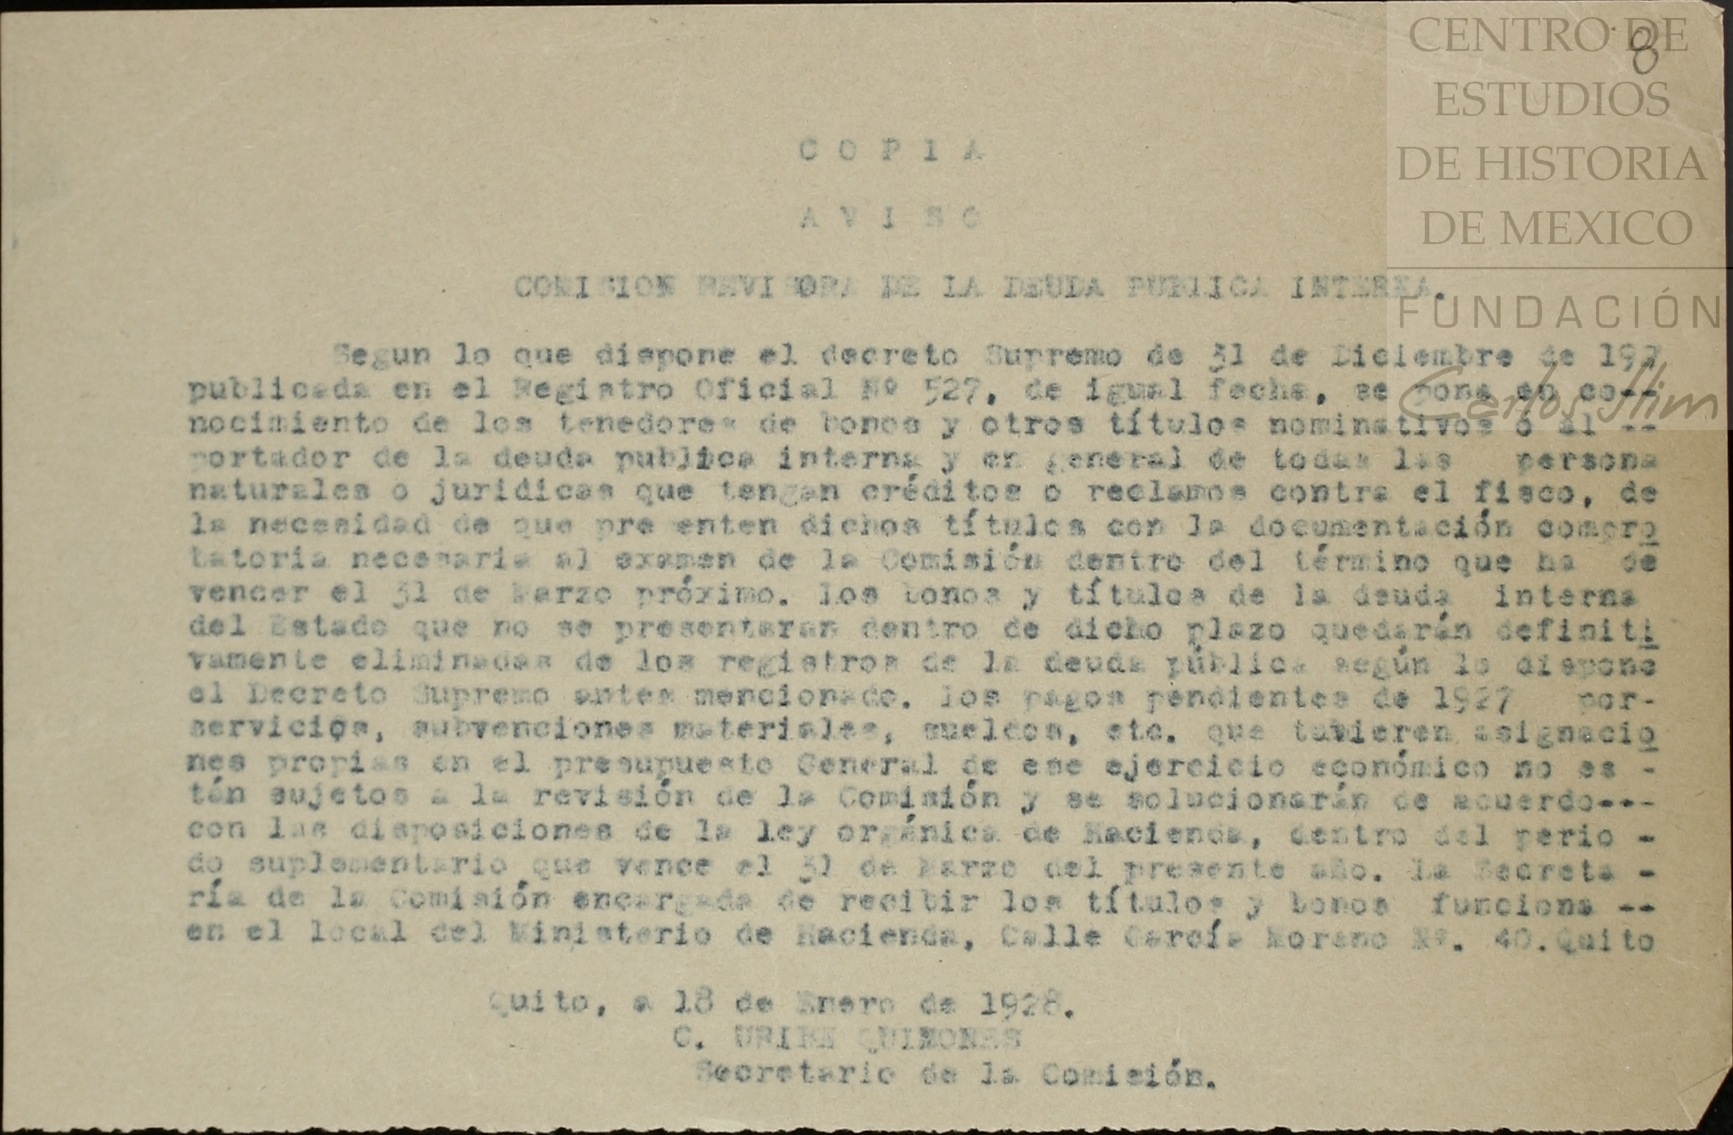 CENTRO DE
8
ESTUDIOS
DE HISTORIA
DE MEXICO
FUNDACIÓN
Carlos Slim
C O P I A
A V I S O
COMISION REVISORA DE LA DEUDA PUBLICA INTERNA.
Segun lo que dispone el decreto Supremo de 31 de Diciembre de 192
publicada en el Registro Oficial Nº 527, de igual fecha, se pone en co--
nocimiento de los tenedores de bonos y otros títulos nominativos o al --
portador de la deuda publica interna y en general de todas las persona
naturales o juridicas que tengan créditos o reclamos contra el fisco, de
la necesidad de que pre enten dichos títulos con la documentación compro
batoria necesaria al examen de la Comisión dentro del término que ha de
vencer el 31 de Marzo próximo. Los bonos y títulos de la deuda interna
del Estado que no se presentaran dentro de dicho plazo quedarán definiti
vamente eliminadas de los registros de la deuda pública según lo dispone
el Decreto Supremo antes mencionado. Los pagos pendientes de 1927 por-
servicios, subvenciones materiales, sueldos, etc. que tuvieren asignacio
nes propias en el presupuesto General de ese ejercicio económico no es -
tán sujetos a la revisión de la Comisión y se solucionarán de acuerdo---
con las disposiciones de la ley orgánica de Hacienda, dentro del perio -
do suplementario que vence el 31 de Marzo del presente año. La Secreta -
ría de la Comisión encargada de recibir los títulos y bonos funciona --
en el local del Ministerio de Hacienda, Calle García Moreno Nº. 40. Quito
Quito, a 18 de Enero de 1928.
C. URIBE QUIÑONES
Secretario de la Comisión.